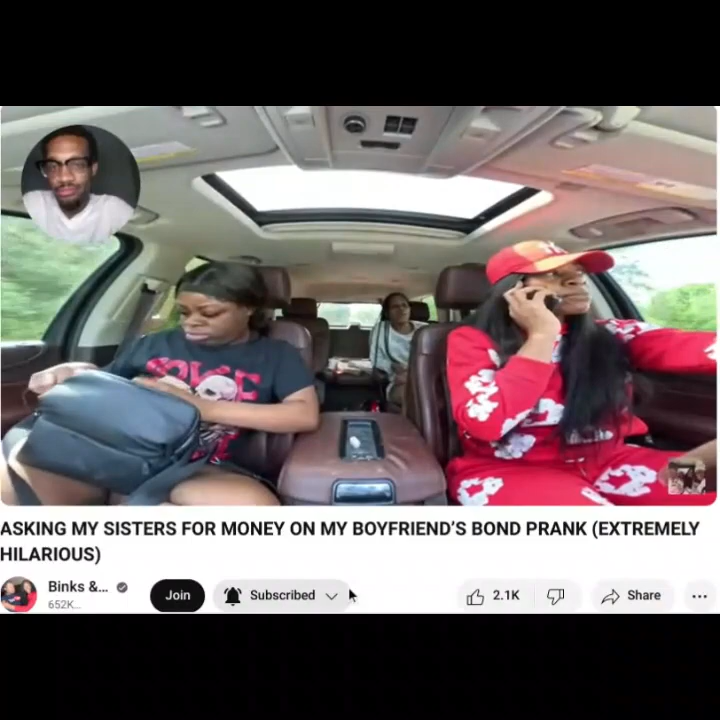 ASKING MY SISTERS FOR MONEY ON MY BOYFRIEND’S BOND PRANK (EXTREMELY
HILARIOUS)
Binks &...
652K...
Join
Subscribed
2.1K
Share